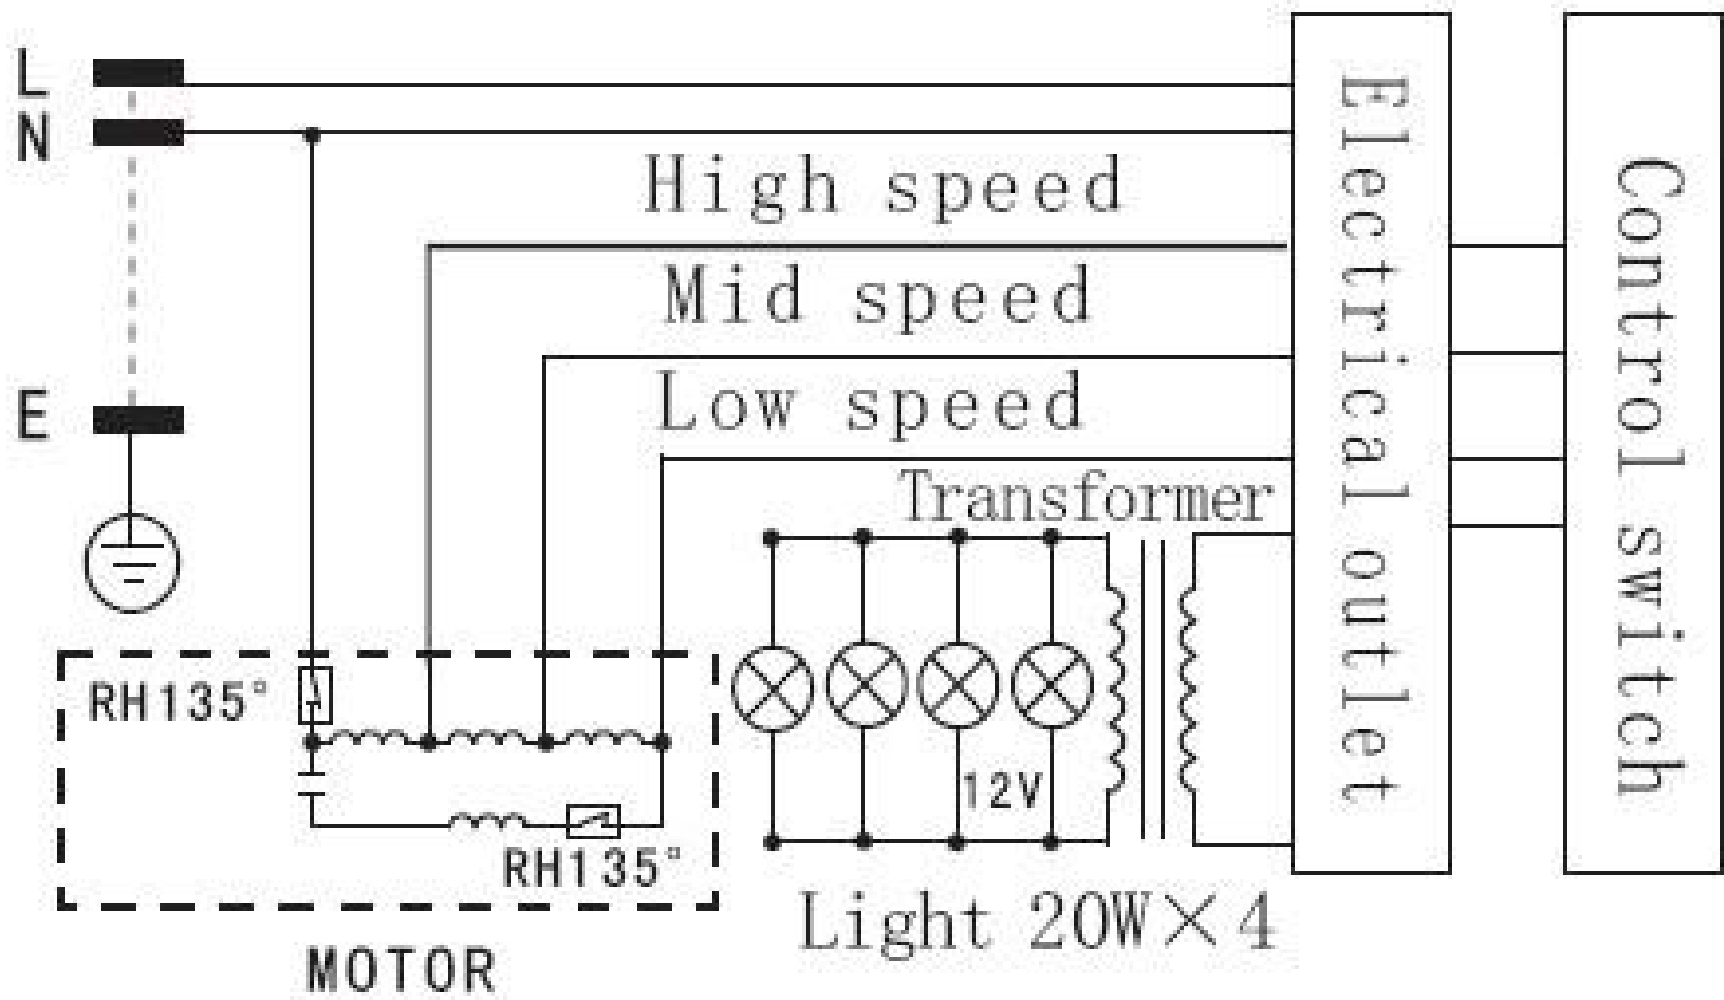 L
N
High speed
Mid speed
E
Low speed
Transformer
RH135°
12V
RH135°
Light 20W×4
MOTOR
Electrical outlet
Control switch